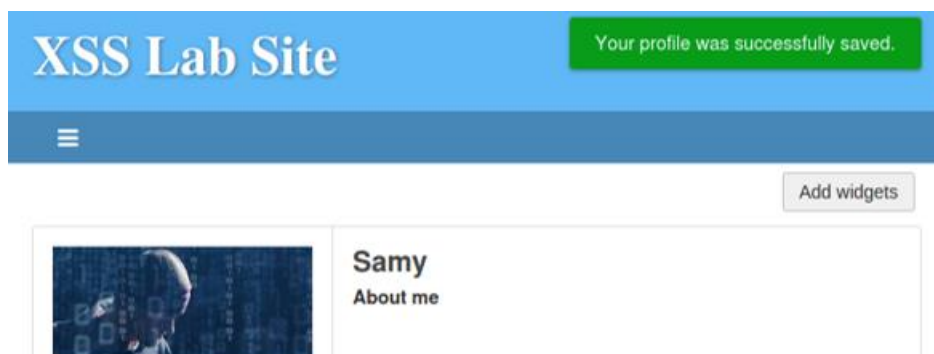 XSS Lab Site
Your profile was successfully saved.
Add widgets
Samy
About me